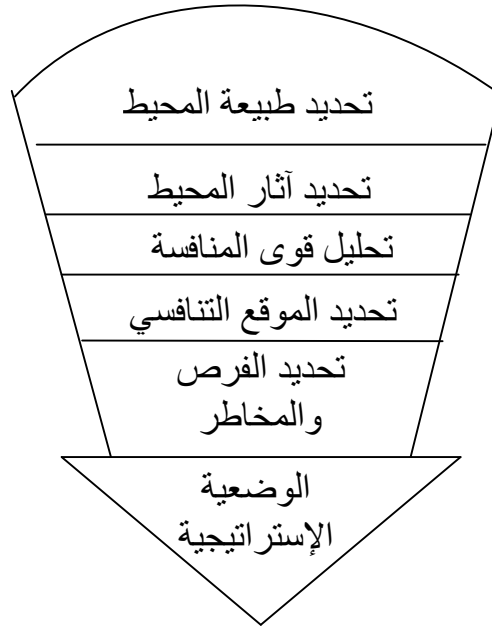 تحديد طبيعة المحيط
تحديد آثار المحيط
تحليل قوى المنافسة
تحديد الموقع التنافسي
تحديد الفرص
والمخاطر
الوضعية
الإستراتيجية